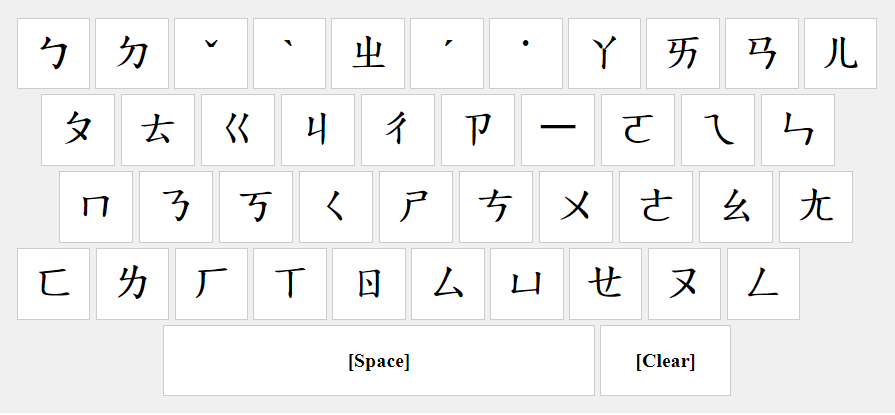 ㄅ ㄉ ˇ ˋ ㄓ ˊ ˙ ㄚ ㄞ ㄢ ㄦ
ㄆ ㄊ ㄍ ㄐ ㄔ ㄗ ㄧ ㄛ ㄟ ㄣ
ㄇ ㄋ ㄎ ㄑ ㄕ ㄘ ㄨ ㄜ ㄠ ㄤ
ㄈ ㄌ ㄏ ㄒ ㄖ ㄙ ㄩ ㄝ ㄡ ㄥ
[Space] [Clear]